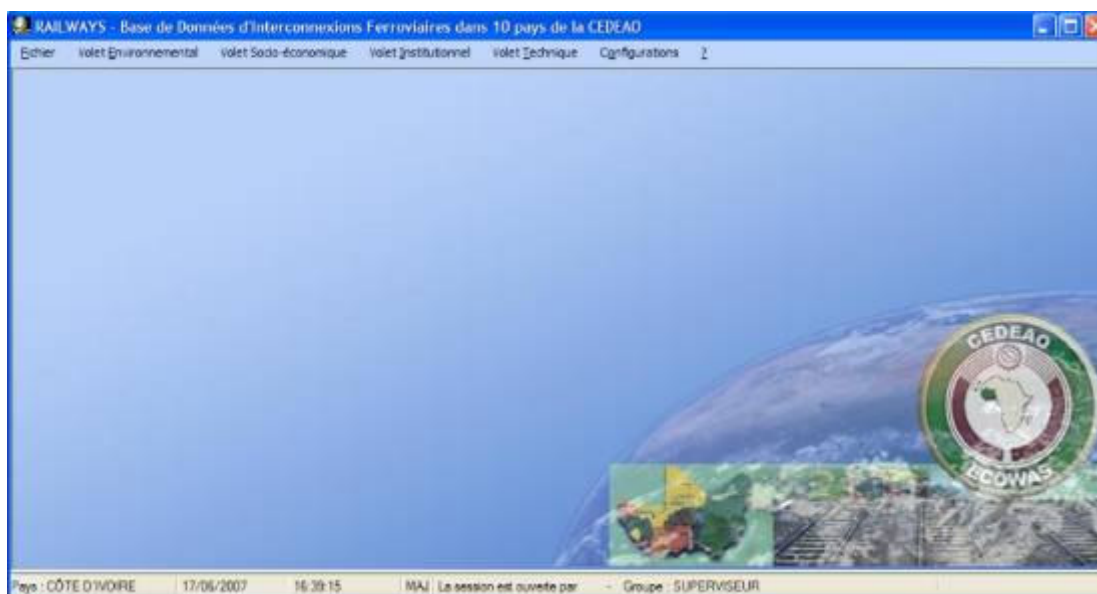 RAILWAYS - Base de Données d'Interconnexions Ferroviaires dans 10 pays de la CEDEAO
Fichier Volet Environnemental Volet Socio-économique Volet Institutionnel Volet Technique Configurations ?
CEDEAO
ECOWAS
Pays : CÔTE D'IVOIRE 17/06/2007 16:39:15 MAJ La session est ouverte par - Groupe : SUPERVISEUR